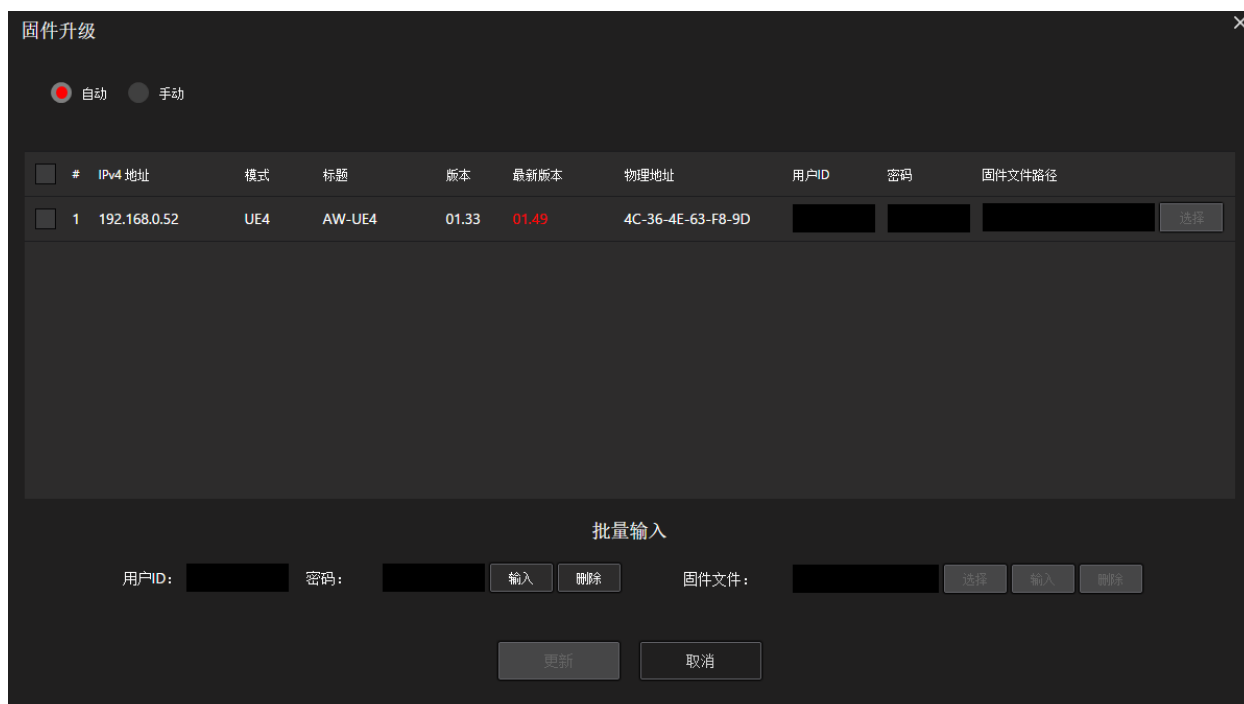 固件升级
自动 手动
# IPv4 地址 模式 标题 版本 最新版本 物理地址 用户ID 密码 固件文件路径
1 192.168.0.52 UE4 AW-UE4 01.33 01.49 4C-36-4E-63-F8-9D 选择
批量输入
用户ID： 密码： 输入 删除 固件文件： 选择 输入 删除
更新 取消